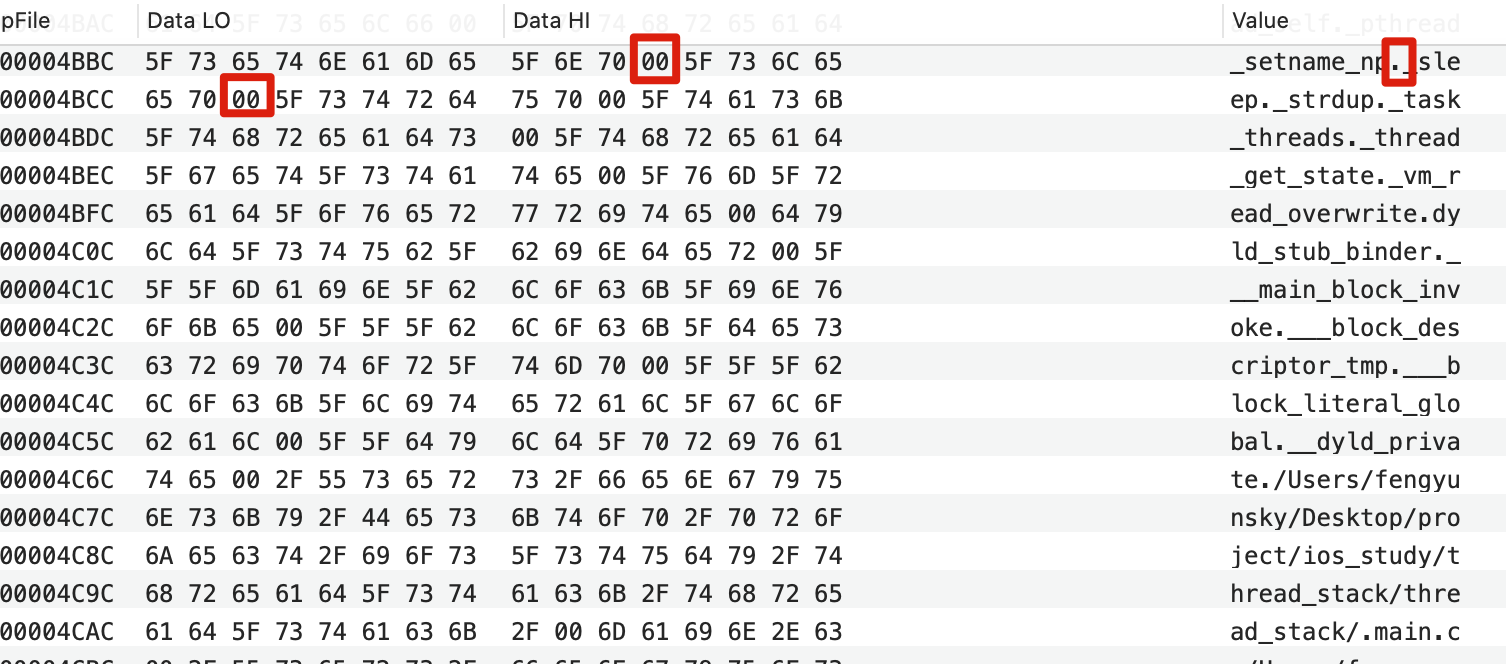 pFile Data LO Data HI Value
00004BBC 5F 73 65 74 6E 61 6D 65 5F 6E 70 00 5F 73 6C 65 _setname_np._sle
00004BCC 65 70 00 5F 73 74 72 64 75 70 00 5F 74 61 73 6B ep._strdup._task
00004BDC 5F 74 68 72 65 61 64 73 00 5F 74 68 72 65 61 64 _threads._thread
00004BEC 5F 67 65 74 5F 73 74 61 74 65 00 5F 76 6D 5F 72 _get_state._vm_r
00004BFC 65 61 64 5F 6F 76 65 72 77 72 69 74 65 00 64 79 ead_overwrite.dy
00004C0C 6C 64 5F 73 74 75 62 5F 62 69 6E 64 65 72 00 5F ld_stub_binder._
00004C1C 5F 5F 6D 61 69 6E 5F 62 6C 6F 63 6B 5F 69 6E 76 __main_block_inv
00004C2C 6F 6B 65 00 5F 5F 5F 62 6C 6F 63 6B 5F 64 65 73 oke.___block_des
00004C3C 63 72 69 70 74 6F 72 5F 74 6D 70 00 5F 5F 5F 62 criptor_tmp.___b
00004C4C 6C 6F 63 6B 5F 6C 69 74 65 72 61 6C 5F 67 6C 6F lock_literal_glo
00004C5C 62 61 6C 00 5F 5F 64 79 6C 64 5F 70 72 69 76 61 bal.__dyld_priva
00004C6C 74 65 00 2F 55 73 65 72 73 2F 66 65 6E 67 79 75 te./Users/fengyu
00004C7C 6E 73 6B 79 2F 44 65 73 6B 74 6F 70 2F 70 72 6F nsky/Desktop/pro
00004C8C 6A 65 63 74 2F 69 6F 73 5F 73 74 75 64 79 2F 74 ject/ios_study/t
00004C9C 68 72 65 61 64 5F 73 74 61 63 6B 2F 74 68 72 65 hread_stack/thre
00004CAC 61 64 5F 73 74 61 63 6B 2F 00 6D 61 69 6E 2E 63 ad_stack/.main.c